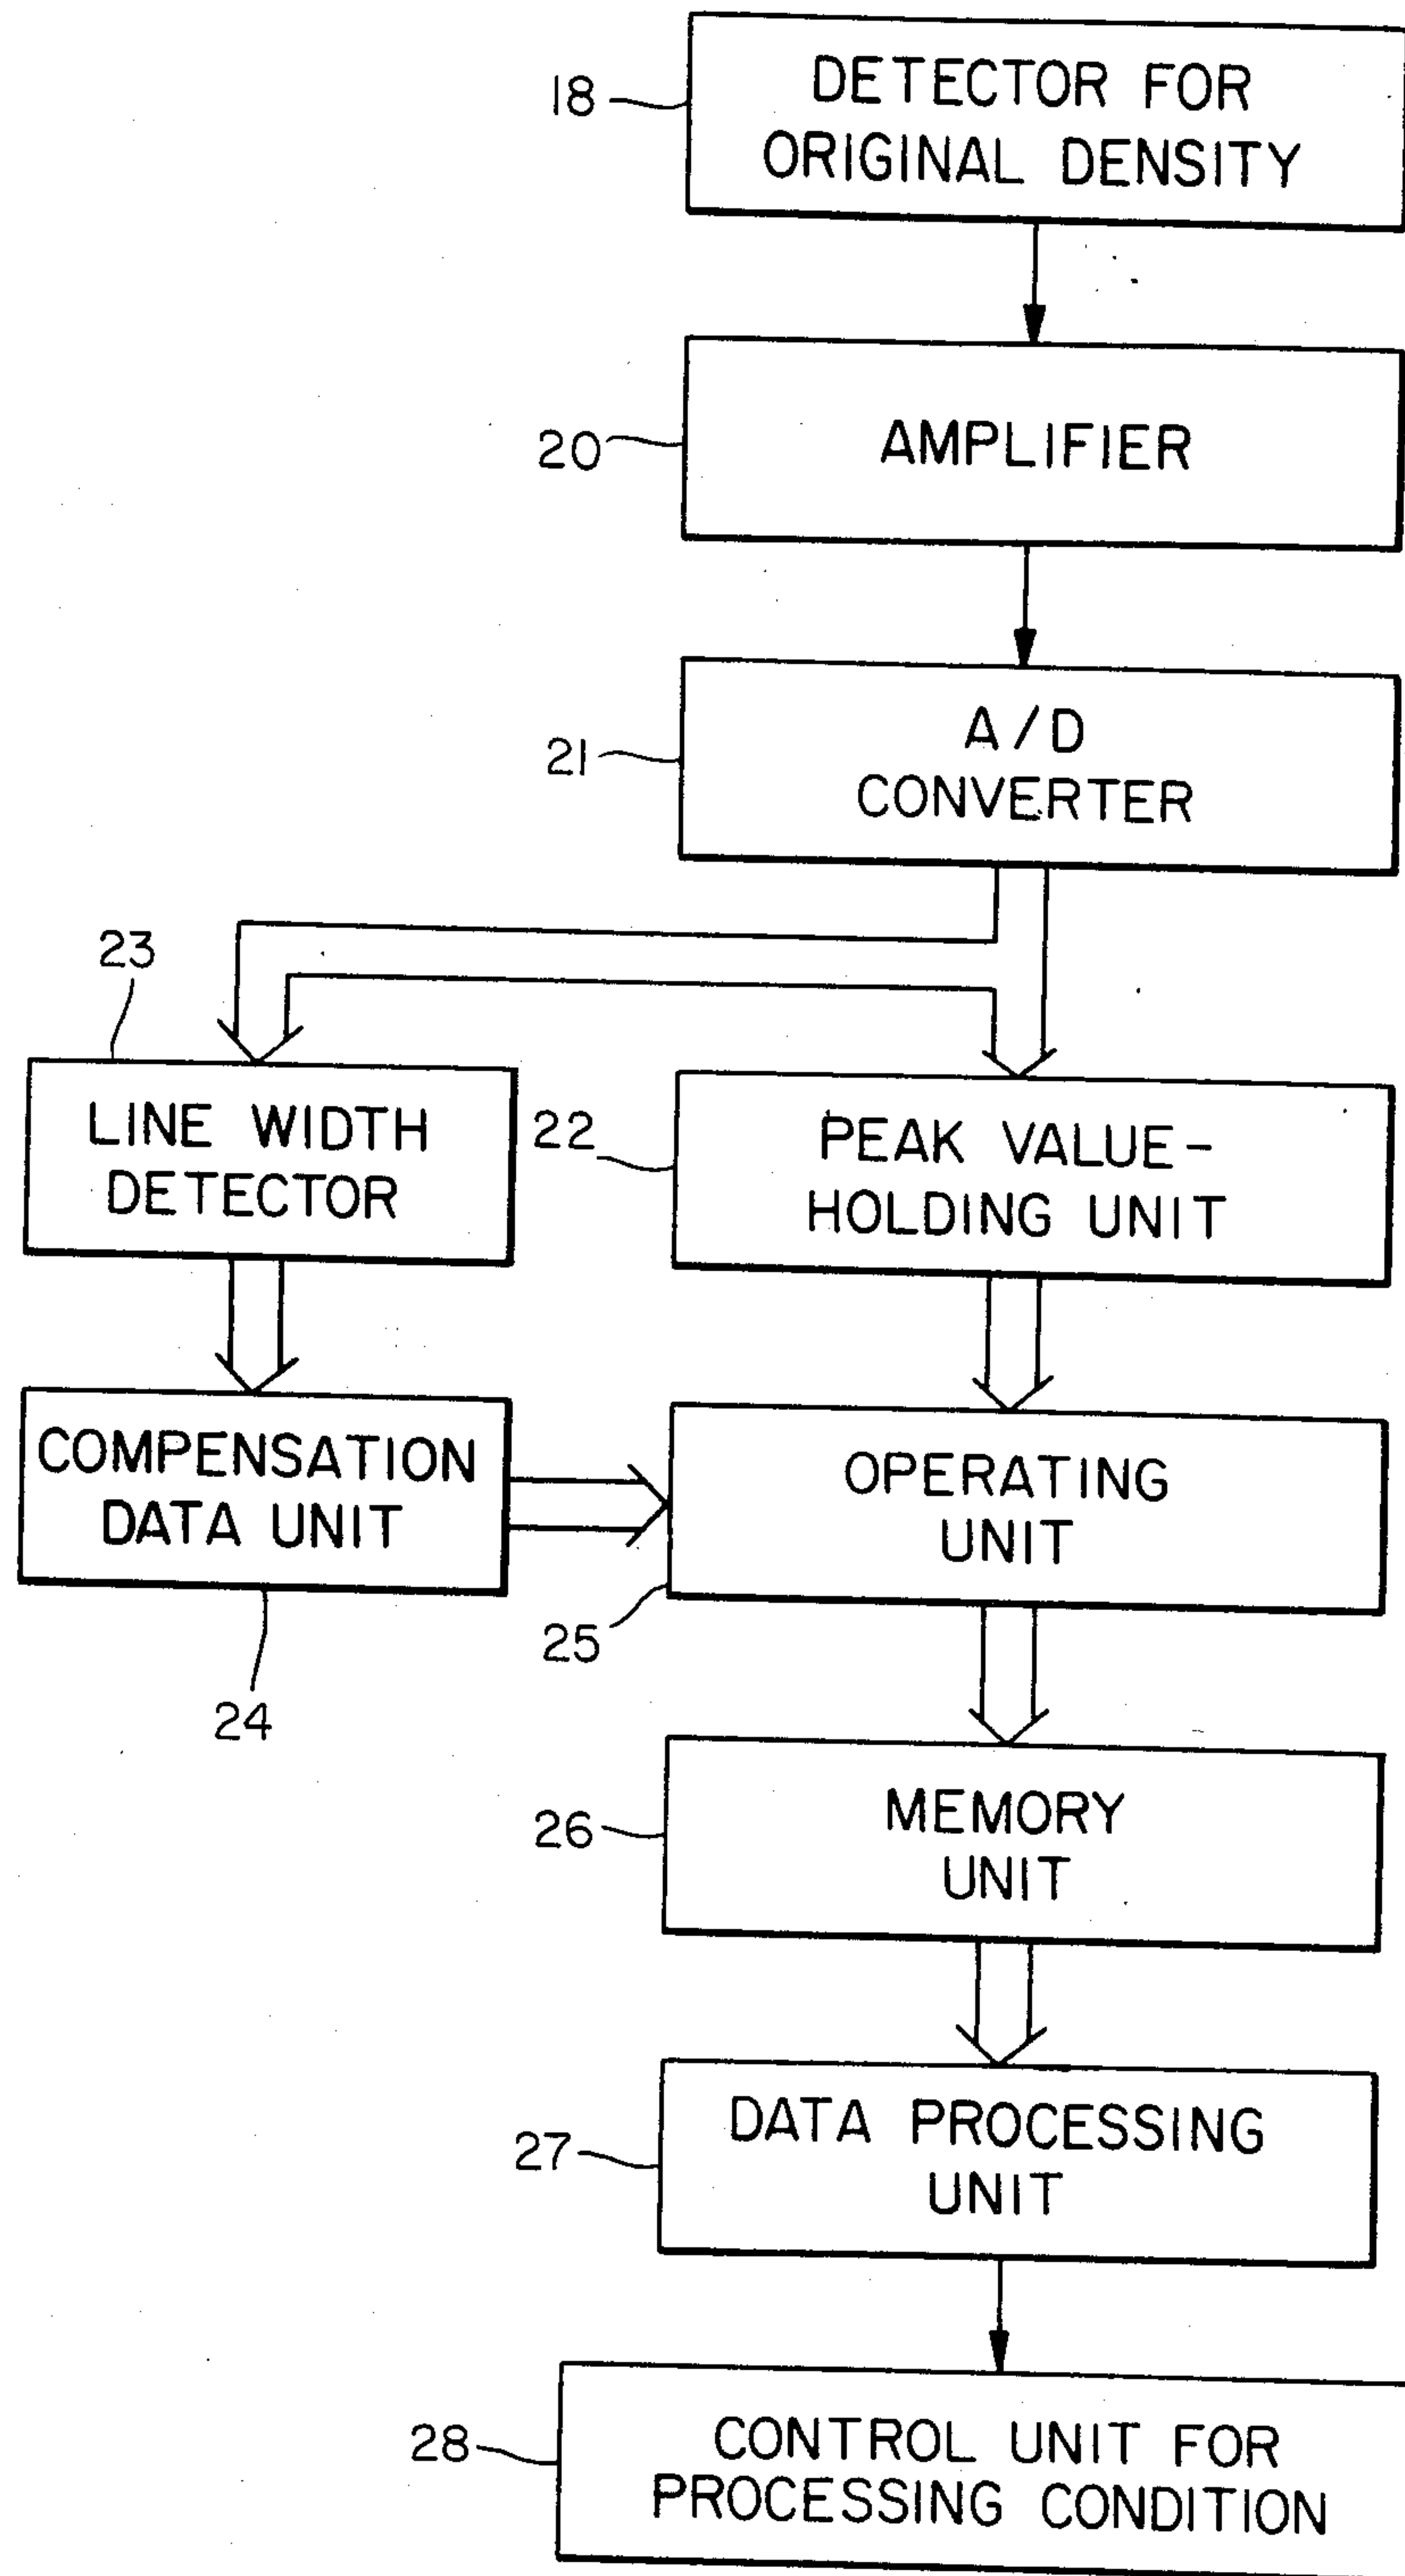 18
DETECTOR FOR
ORIGINAL DENSITY
20
AMPLIFIER
21
A/D
CONVERTER
23
LINE WIDTH
DETECTOR
22
PEAK VALUE-
HOLDING UNIT
COMPENSATION
DATA UNIT
24
OPERATING
UNIT
25
26
MEMORY
UNIT
27
DATA PROCESSING
UNIT
28
CONTROL UNIT FOR
PROCESSING CONDITION